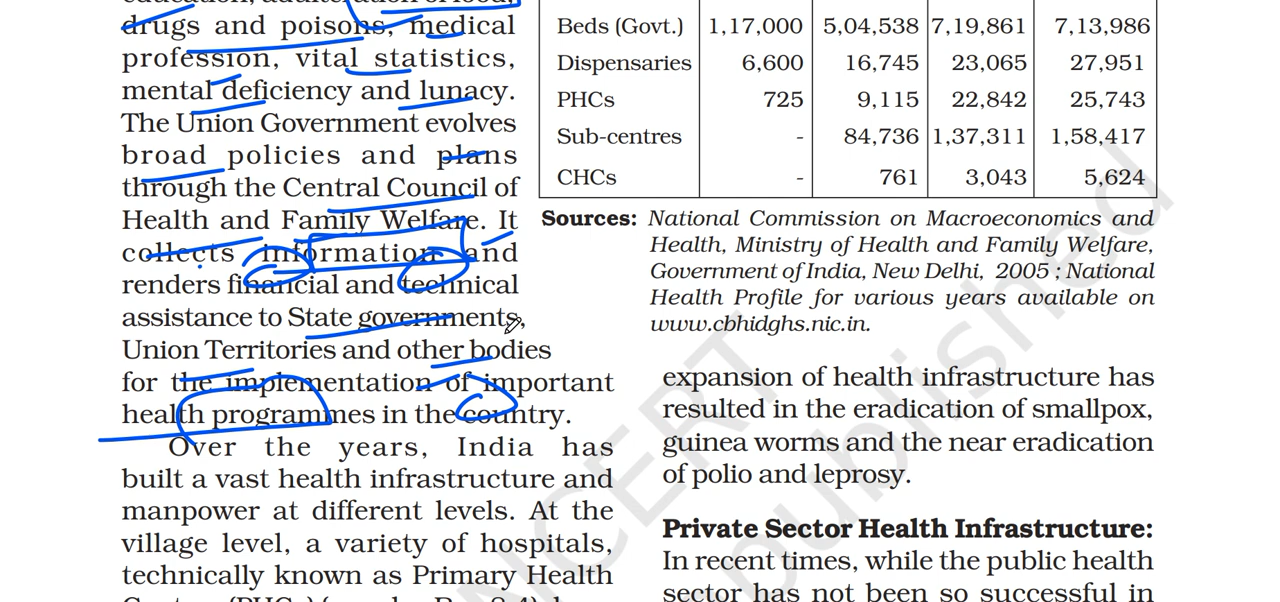 drugs and poisons, medical
profession, vital statistics,
mental deficiency and lunacy.
The Union Government evolves
broad policies and plans
through the Central Council of
Health and Family Welfare. It
collects information and
renders financial and technical
assistance to State governments,
Union Territories and other bodies
for the implementation of important
health programmes in the country.
Over the years, India has
built a vast health infrastructure and
manpower at different levels. At the
village level, a variety of hospitals,
technically known as Primary Health
Beds (Govt.) 1,17,000 5,04,538 7,19,861 7,13,986
Dispensaries 6,600 16,745 23,065 27,951
PHCs 725 9,115 22,842 25,743
Sub-centres - 84,736 1,37,311 1,58,417
CHCs - 761 3,043 5,624
Sources: National Commission on Macroeconomics and
Health, Ministry of Health and Family Welfare,
Government of India, New Delhi, 2005 ; National
Health Profile for various years available on
www.cbhidghs.nic.in.
expansion of health infrastructure has
resulted in the eradication of smallpox,
guinea worms and the near eradication
of polio and leprosy.
Private Sector Health Infrastructure:
In recent times, while the public health
sector has not been so successful in
NCERT
published